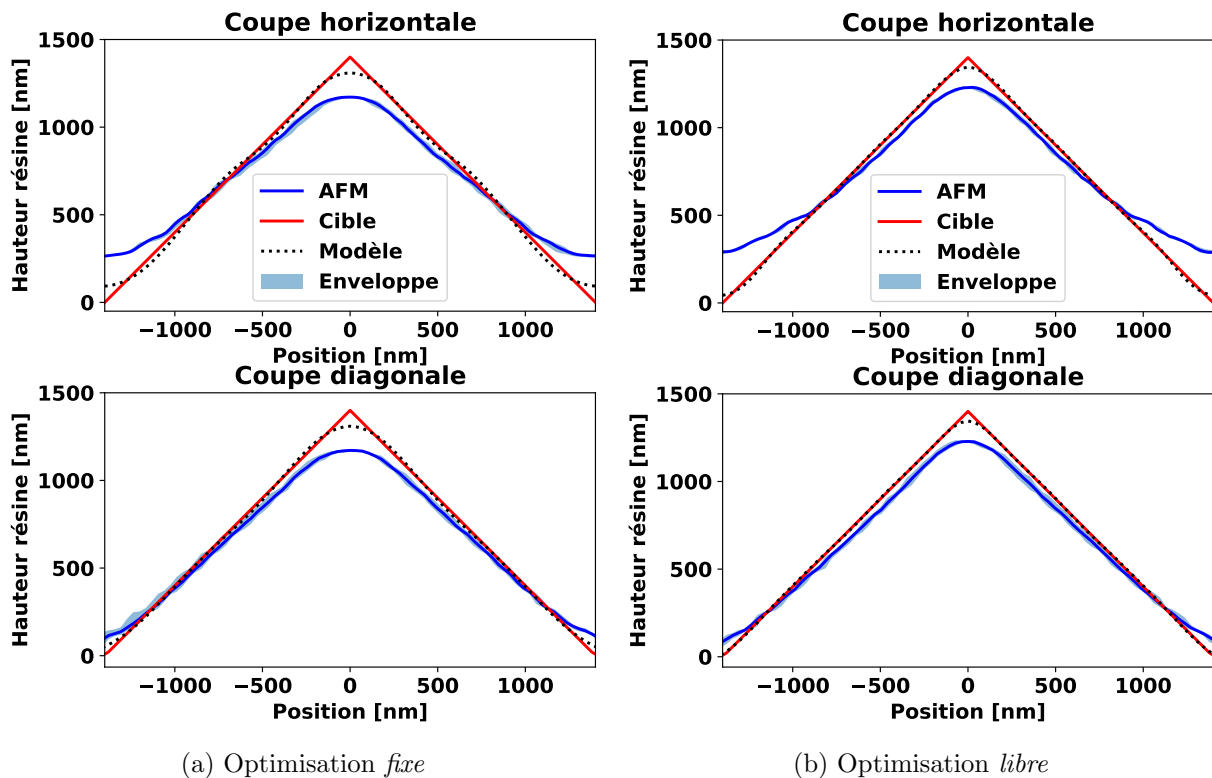 Coupe horizontale
Hauteur résine [nm]
1500
1000
500
0
AFM
Cible
Modèle
Enveloppe
−1000 −500 0 500 1000
Position [nm]
Coupe diagonale
Hauteur résine [nm]
1500
1000
500
0
−1000 −500 0 500 1000
Position [nm]
(a) Optimisation fixe
Coupe horizontale
Hauteur résine [nm]
1500
1000
500
0
AFM
Cible
Modèle
Enveloppe
−1000 −500 0 500 1000
Position [nm]
Coupe diagonale
Hauteur résine [nm]
1500
1000
500
0
−1000 −500 0 500 1000
Position [nm]
(b) Optimisation libre